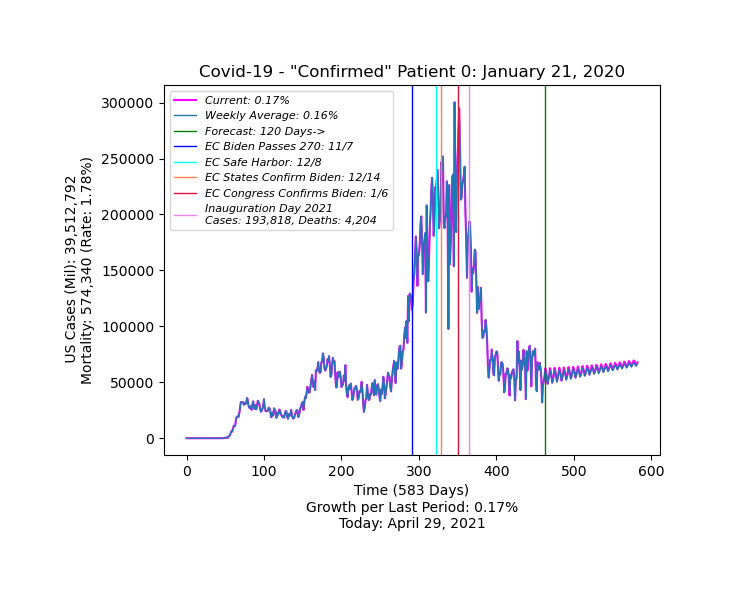 Covid-19 - "Confirmed" Patient 0: January 21, 2020
Current: 0.17%
Weekly Average: 0.16%
Forecast: 120 Days->
EC Biden Passes 270: 11/7
EC Safe Harbor: 12/8
EC States Confirm Biden: 12/14
EC Congress Confirms Biden: 1/6
Inauguration Day 2021
Cases: 193,818, Deaths: 4,204
US Cases (Mil): 39,512,792
Mortality: 574,340 (Rate: 1.78%)
300000
250000
200000
150000
100000
50000
0
0 100 200 300 400 500 600
Time (583 Days)
Growth per Last Period: 0.17%
Today: April 29, 2021